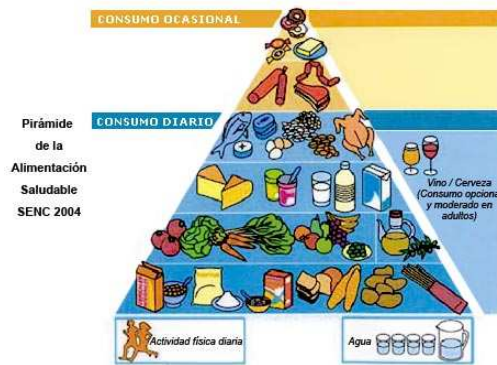 CONSUMO OCASIONAL
CONSUMO DIARIO
Pirámide
de la
Alimentación
Saludable
SENC 2004
Vino / Cerveza
(Consumo opciona
y moderado en
adultos)
Actividad física diaria
Agua